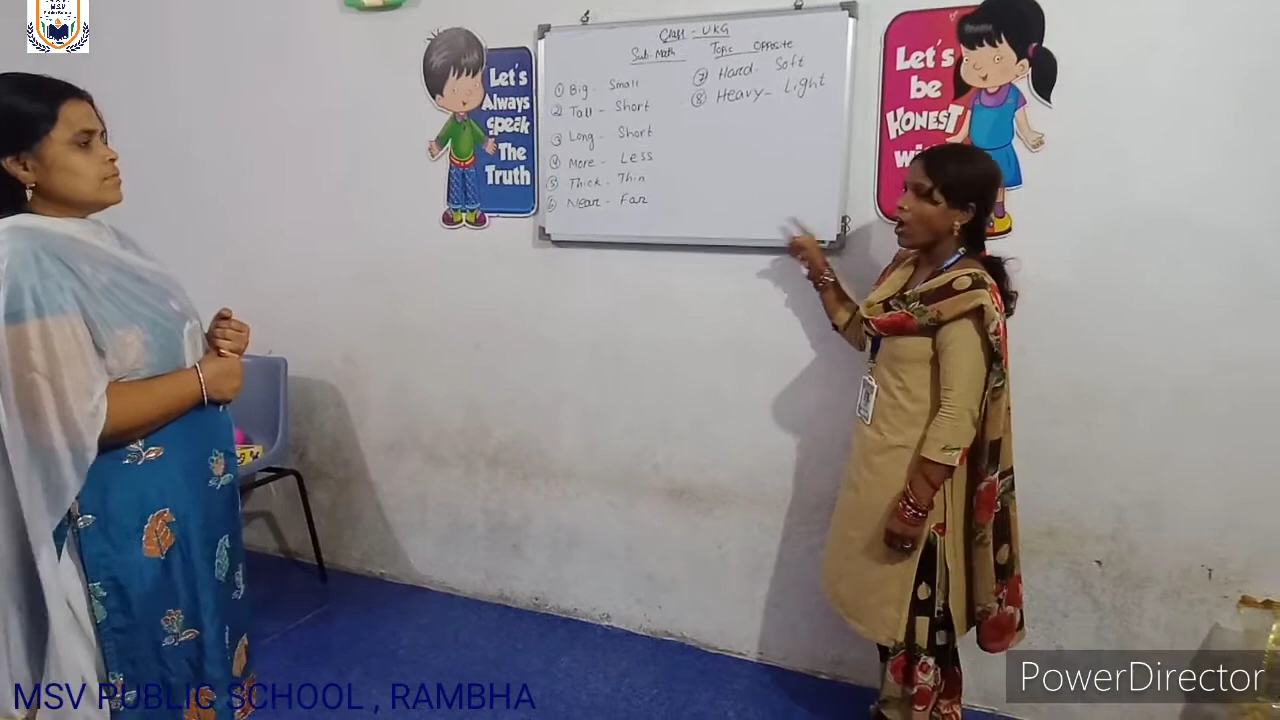 M.S.V
Public School
Class - UKG
Sub - Math Topic Opposite
① Big - Small
② Tall - Short
③ Long - Short
④ More - Less
⑤ Thick - Thin
⑥ Near - Far
⑦ Hard - Soft
⑧ Heavy - Light
Let's
Always
speak
The
Truth
Let's
be
HONEST
MSV PUBLIC SCHOOL , RAMBHA
PowerDirector